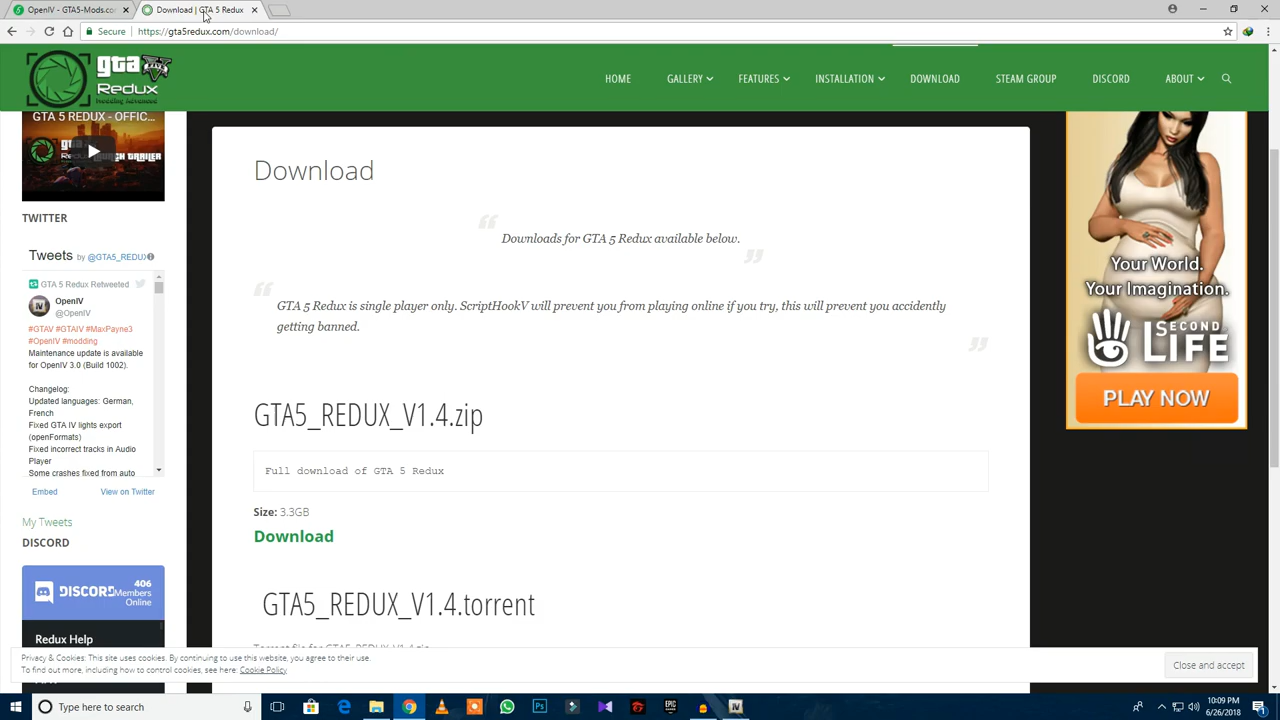 OpenIV - GTA5-Mods.co
Download | GTA 5 Redux
Secure
https://gta5redux.com/download/
gta V
Redux
Modding Advanced
HOME
GALLERY
FEATURES
INSTALLATION
DOWNLOAD
STEAM GROUP
DISCORD
ABOUT
GTA 5 REDUX - OFFIC...
TWITTER
Tweets by @GTA5_REDUX
GTA 5 Redux Retweeted
OpenIV
@OpenIV
#GTAV #GTAIV #MaxPayne3
#OpenIV #modding
Maintenance update is available
for OpenIV 3.0 (Build 1002).
Changelog:
Updated languages: German,
French
Fixed GTA IV lights export
(openFormats)
Fixed incorrect tracks in Audio
Player
Some crashes fixed from auto
Embed
View on Twitter
My Tweets
DISCORD
DISCORD
406
Members
Online
Redux Help
Download
Downloads for GTA 5 Redux available below.
GTA 5 Redux is single player only. ScriptHookV will prevent you from playing online if you try, this will prevent you accidently
getting banned.
GTA5_REDUX_V1.4.zip
Full download of GTA 5 Redux
Size: 3.3GB
Download
GTA5_REDUX_V1.4.torrent
Torrent file for GTA5_REDUX_V1.4.zip
Your World.
Your Imagination.
SECOND
LIFE
PLAY NOW
Privacy & Cookies: This site uses cookies. By continuing to use this website, you agree to their use.
To find out more, including how to control cookies, see here: Cookie Policy
Close and accept
Type here to search
10:09 PM
6/26/2018